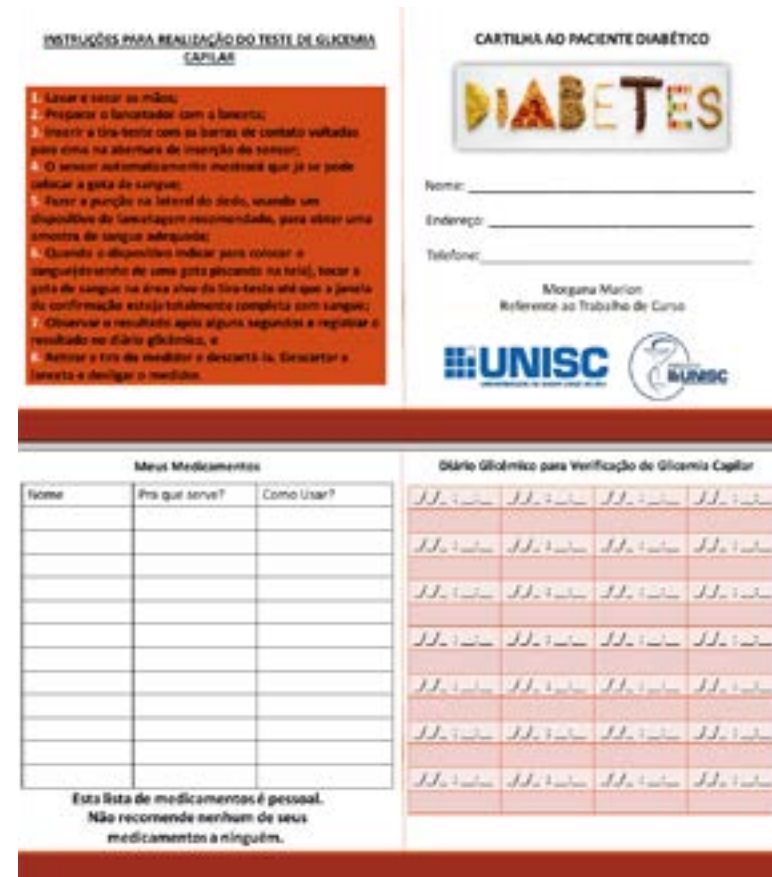 INSTRUÇÕES PARA REALIZAÇÃO DO TESTE DE GLICEMIA
CAPILAR
1. Lavar e secar as mãos;
2. Preparar o lancetador com a lanceta;
3. Inserir a tira-teste com as barras de contato voltadas
para cima na abertura de inserção do sensor;
4. O sensor automaticamente mostrará que já se pode
colocar a gota de sangue;
5. Fazer a punção na lateral do dedo, usando um
dispositivo de lancetagem recomendado, para obter uma
amostra de sangue adequada;
6. Quando o dispositivo indicar para colocar o
sangue(desenho de uma gota piscando na tela), tocar a
gota de sangue na área alvo da tira-teste até que a janela
de confirmação esteja totalmente completa com sangue;
7. Observar o resultado após alguns segundos e registrar o
resultado no diário glicêmico, e
8. Retirar a tira do medidor e descartá-la. Descartar a
lanceta e desligar o medidor.
CARTILHA AO PACIENTE DIABÉTICO
DIABETES
Nome:
Endereço:
Telefone:
Morgana Marion
Referente ao Trabalho de Curso
UNISC
UNISC
Meus Medicamentos
Nome Pra que serve? Como Usar?
Esta lista de medicamentos é pessoal.
Não recomende nenhum de seus
medicamentos a ninguém.
Diário Glicêmico para Verificação de Glicemia Capilar